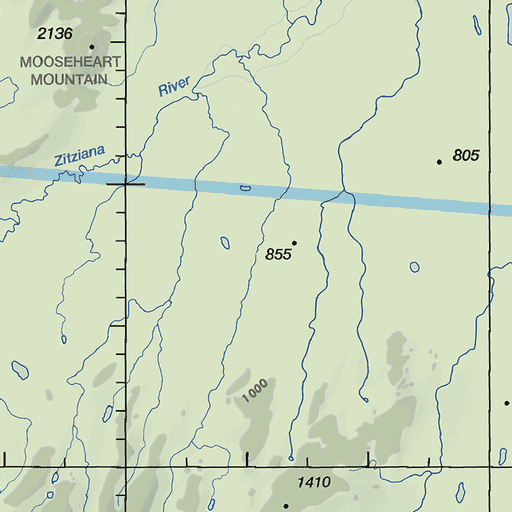 2136
MOOSEHEART
MOUNTAIN
River
Zitziana
805
855
1000
1410